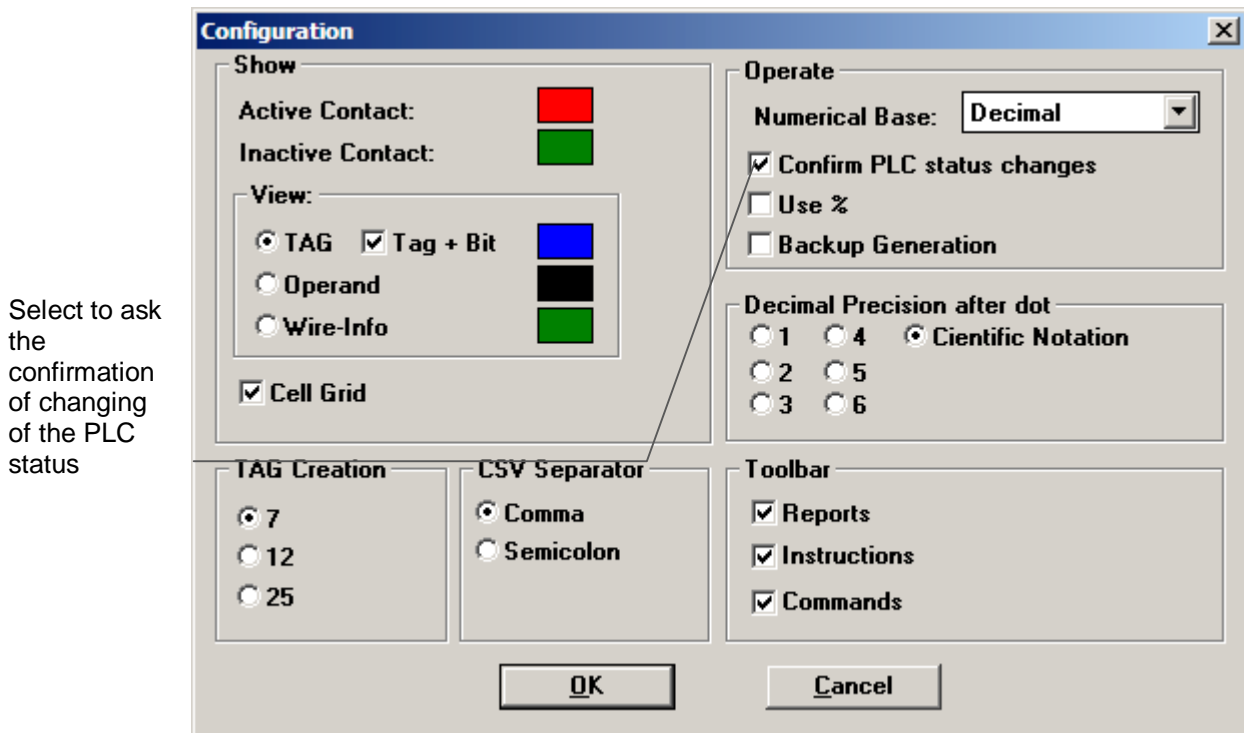 Configuration
Show
Active Contact:
Inactive Contact:
View:
TAG Tag + Bit
Operand
Wire-Info
Cell Grid
Operate
Numerical Base: Decimal
Confirm PLC status changes
Use %
Backup Generation
Decimal Precision after dot
1 4 Cientific Notation
2 5
3 6
Select to ask
the
confirmation
of changing
of the PLC
status
TAG Creation
7
12
25
CSV Separator
Comma
Semicolon
Toolbar
Reports
Instructions
Commands
OK Cancel